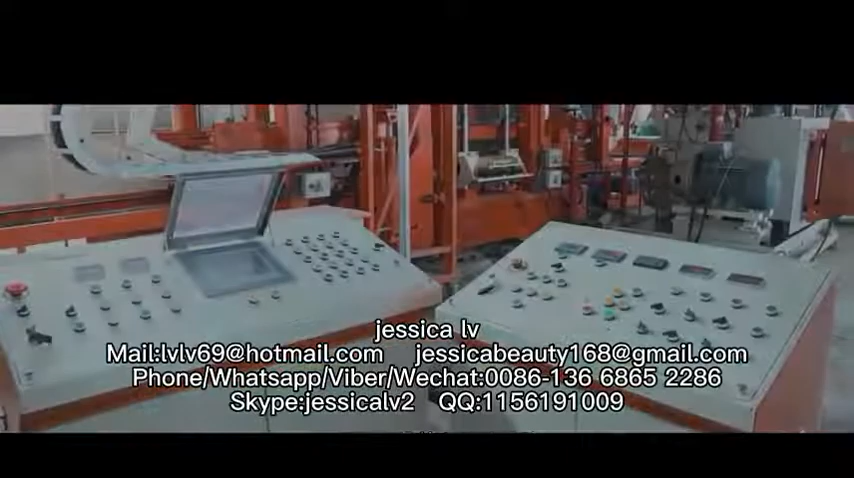 jessica lv
Mail:lvlv69@hotmail.com jessicabeauty168@gmail.com
Phone/Whatsapp/Viber/Wechat:0086-136 6865 2286
Skype:jessicalv2 QQ:1156191009